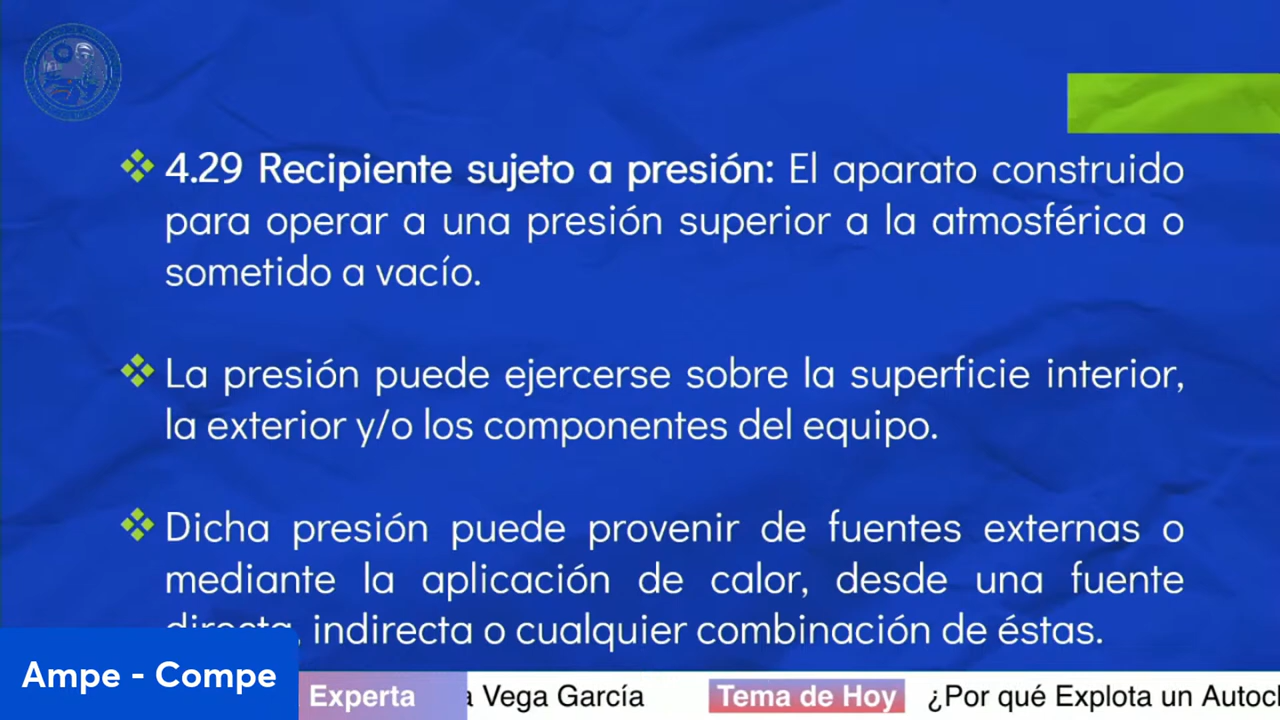 4.29 Recipiente sujeto a presión: El aparato construido
para operar a una presión superior a la atmosférica o
sometido a vacío.
La presión puede ejercerse sobre la superficie interior,
la exterior y/o los componentes del equipo.
Dicha presión puede provenir de fuentes externas o
mediante la aplicación de calor, desde una fuente
directa, indirecta o cualquier combinación de éstas.
Ampe - Compe
Experta a Vega García Tema de Hoy ¿Por qué Explota un Autocl